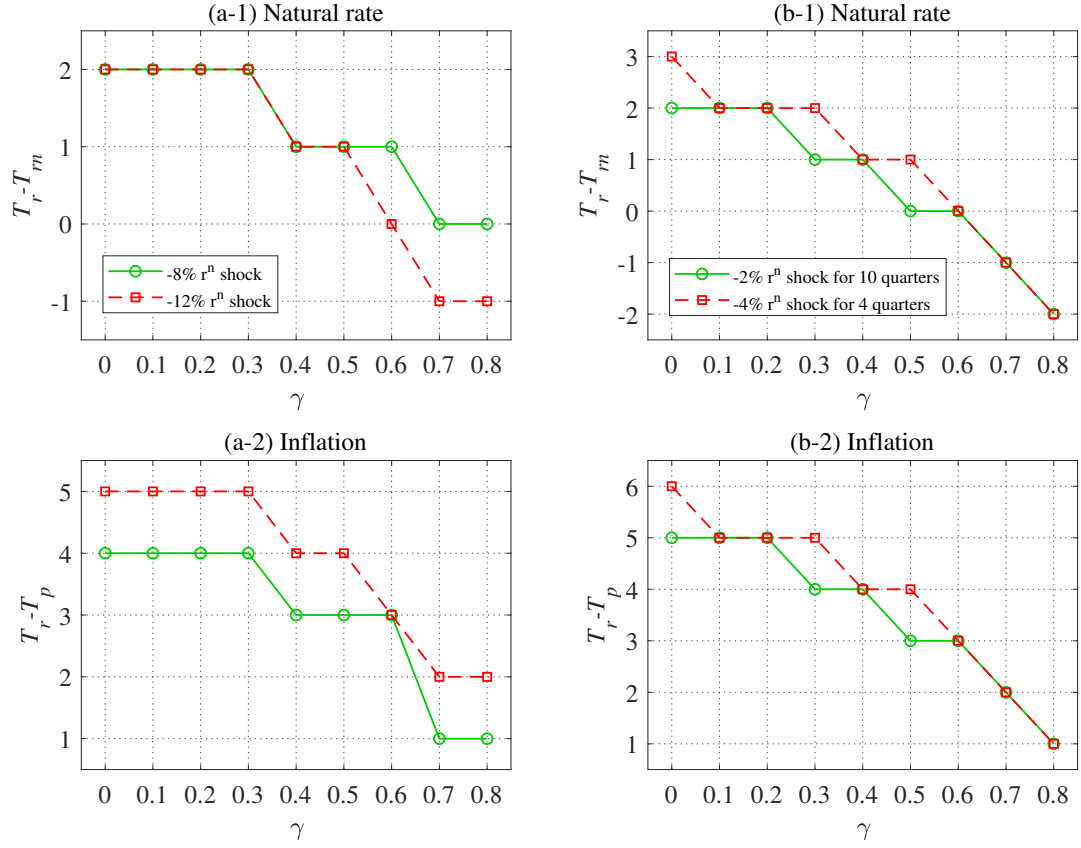 (a-1) Natural rate
T_r-T_rn
2
1
0
-1
-8% r^n shock
-12% r^n shock
0 0.1 0.2 0.3 0.4 0.5 0.6 0.7 0.8
γ
(b-1) Natural rate
T_r-T_rn
3
2
1
0
-1
-2
-2% r^n shock for 10 quarters
-4% r^n shock for 4 quarters
0 0.1 0.2 0.3 0.4 0.5 0.6 0.7 0.8
γ
(a-2) Inflation
T_r-T_p
5
4
3
2
1
0 0.1 0.2 0.3 0.4 0.5 0.6 0.7 0.8
γ
(b-2) Inflation
T_r-T_p
6
5
4
3
2
1
0 0.1 0.2 0.3 0.4 0.5 0.6 0.7 0.8
γ